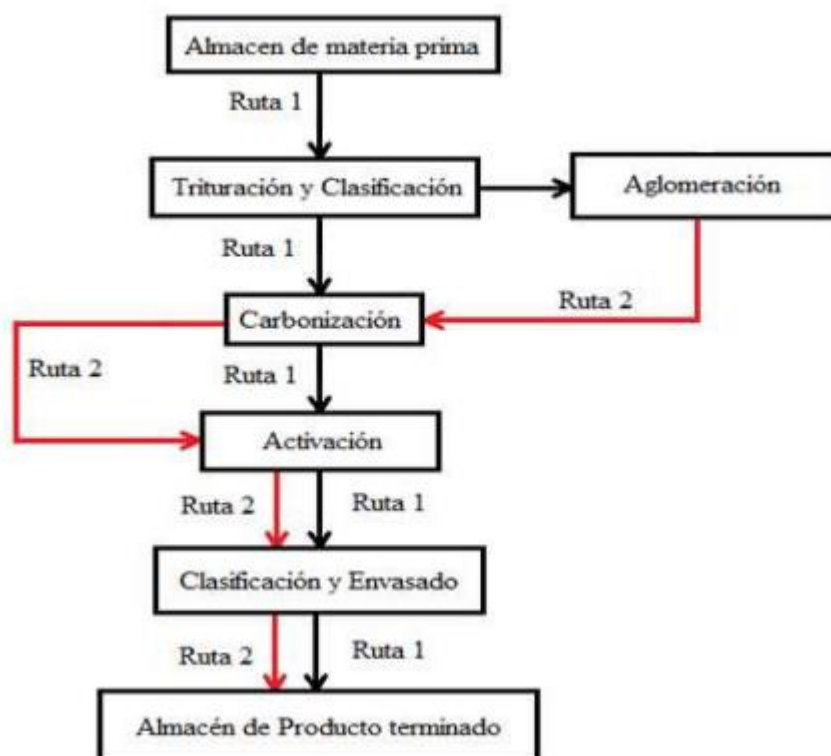 Almacen de materia prima
Ruta 1
Trituración y Clasificación
Aglomeración
Ruta 1
Ruta 2
Carbonización
Ruta 2
Ruta 1
Activación
Ruta 2
Ruta 1
Clasificación y Envasado
Ruta 2
Ruta 1
Almacén de Producto terminado